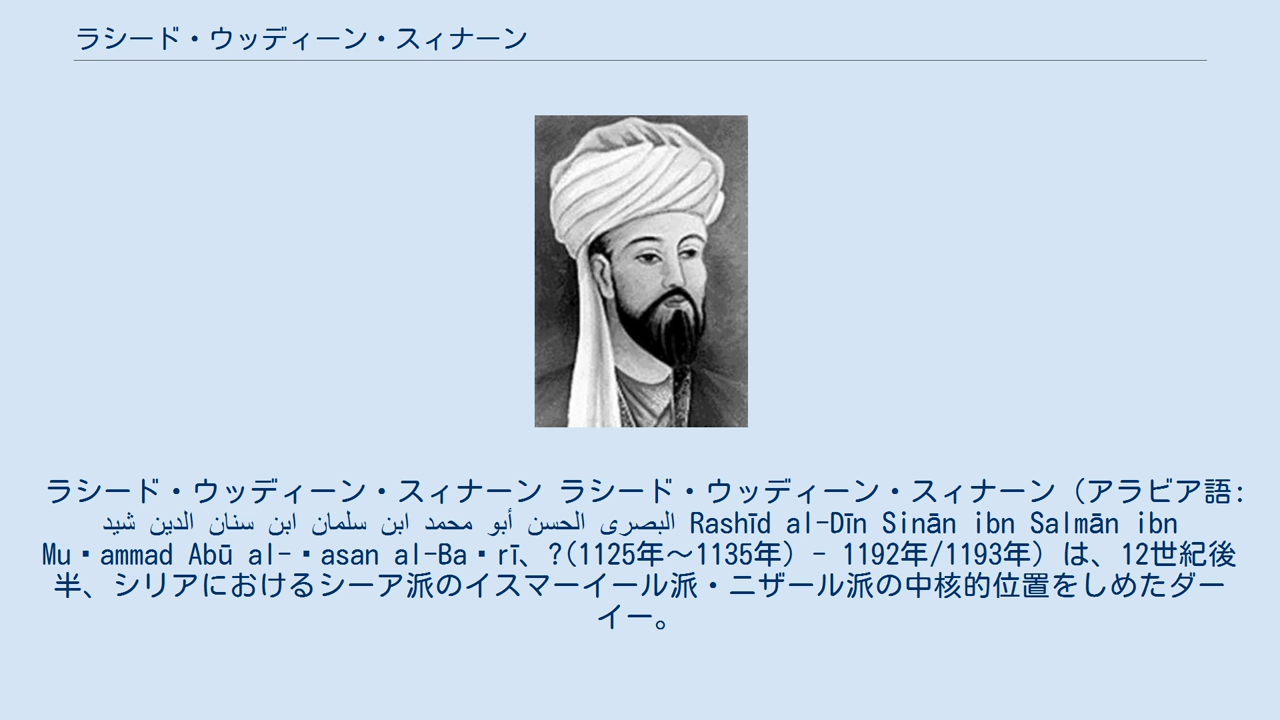 ラシード・ウッディーン・スィナーン
ラシード・ウッディーン・スィナーン ラシード・ウッディーン・スィナーン（アラビア語:
شيد الدين سنان ابن سلمان ابن محمد أبو الحسن البصرى Rashīd al-Dīn Sinān ibn Salmān ibn
Mu▪ammad Abū al-▪asan al-Ba▪rī、?(1125年～1135年）– 1192年/1193年）は、12世紀後
半、シリアにおけるシーア派のイスマーイール派・ニザール派の中核的位置をしめたダー
イー。